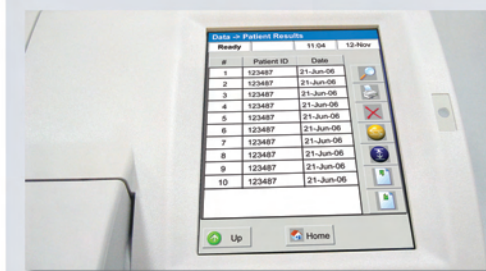 Data -> Patient Results
Ready 11:04 12-Nov
# Patient ID Date
1 123487 21-Jun-06
2 123487 21-Jun-06
3 123487 21-Jun-06
4 123487 21-Jun-06
5 123487 21-Jun-06
6 123487 21-Jun-06
7 123487 21-Jun-06
8 123487 21-Jun-06
9 123487 21-Jun-06
10 123487 21-Jun-06
Up Home